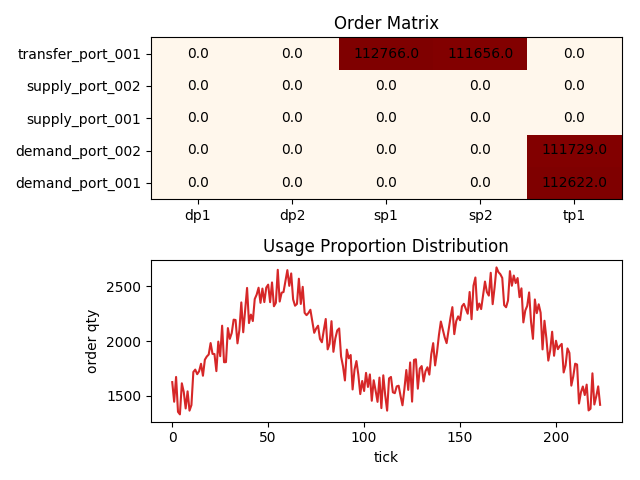 Order Matrix
transfer_port_001 0.0 0.0 112766.0 111656.0 0.0
supply_port_002 0.0 0.0 0.0 0.0 0.0
supply_port_001 0.0 0.0 0.0 0.0 0.0
demand_port_002 0.0 0.0 0.0 0.0 111729.0
demand_port_001 0.0 0.0 0.0 0.0 112622.0
dp1 dp2 sp1 sp2 tp1
Usage Proportion Distribution
order qty
2500
2000
1500
0 50 100 150 200
tick